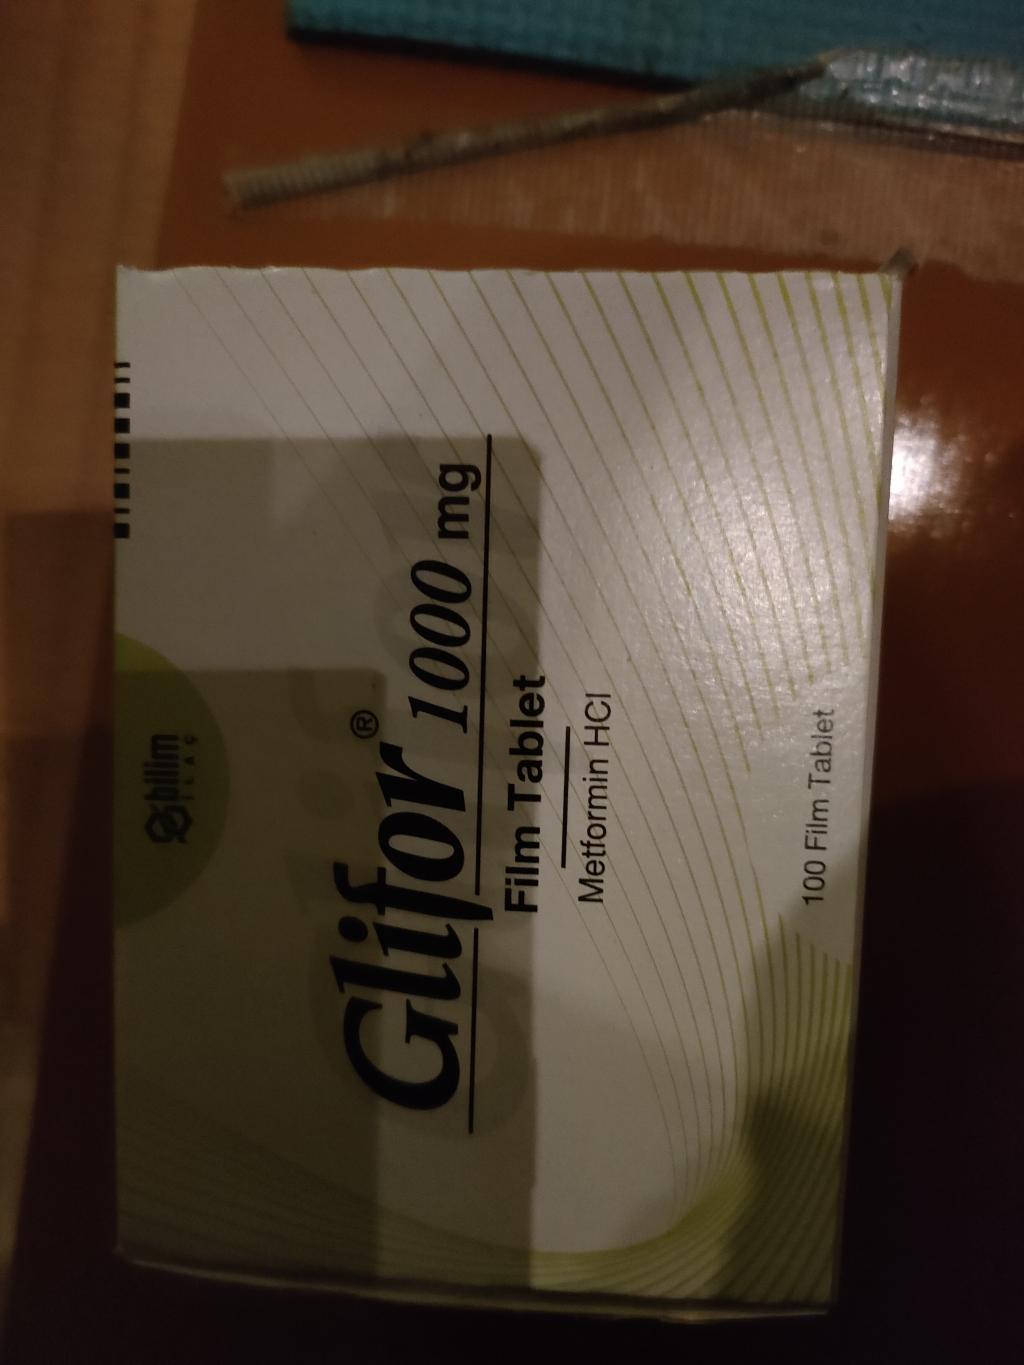 bilim
İLAÇ
Glifor® 1000 mg
Film Tablet
Metformin HCl
100 Film Tablet